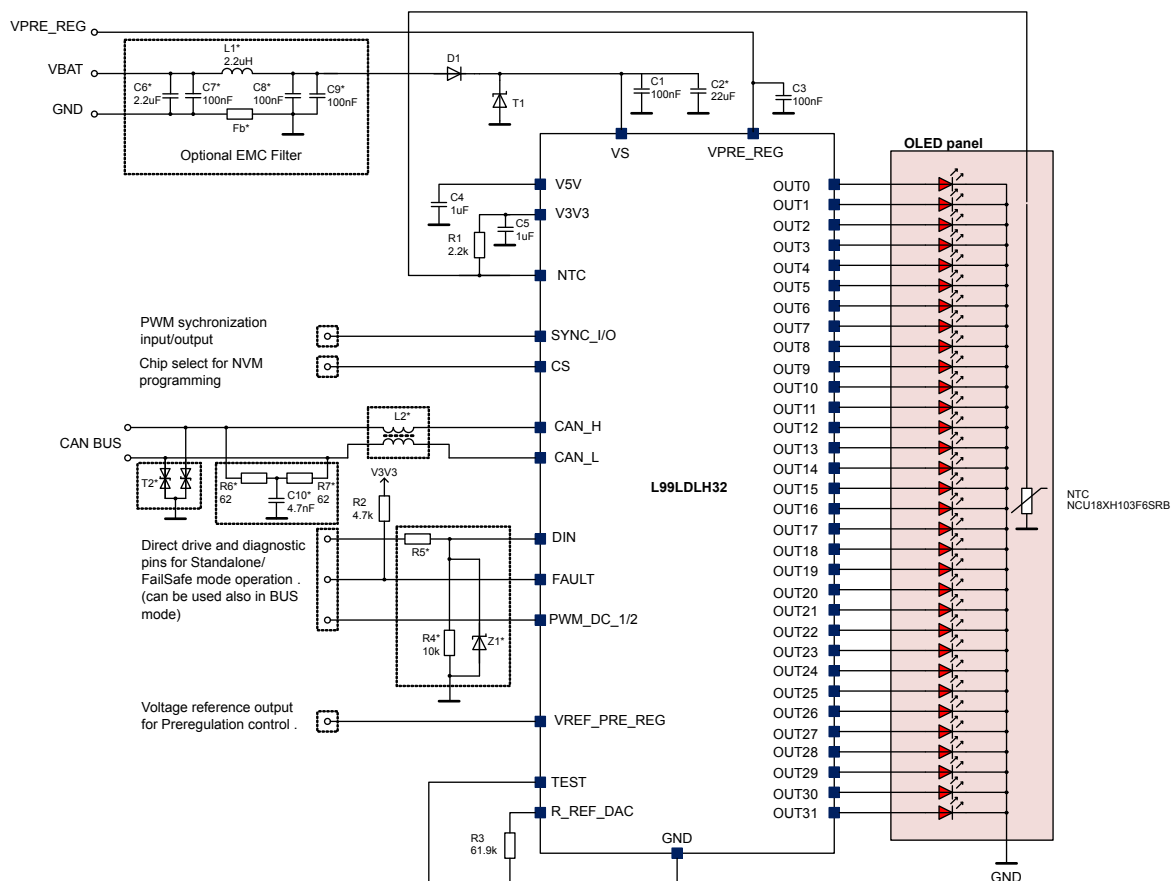 VPRE_REG
VBAT
GND
L1*
2.2uH
C6*
2.2uF
C7*
100nF
C8*
100nF
C9*
100nF
Fb*
Optional EMC Filter
D1
T1
C1
100nF
C2*
22uF
C3
100nF
VS
VPRE_REG
OLED panel
C4
1uF
V5V
V3V3
R1
2.2k
C5
1uF
NTC
PWM sychronization
input/output
SYNC_I/O
Chip select for NVM
programming
CS
CAN BUS
L2*
CAN_H
CAN_L
T2*
R6*
62
C10*
4.7nF
R7*
62
V3V3
R2
4.7k
L99LDLH32
Direct drive and diagnostic
pins for Standalone/
FailSafe mode operation .
(can be used also in BUS
mode)
R5*
DIN
FAULT
PWM_DC_1/2
R4*
10k
Z1*
Voltage reference output
for Preregulation control .
VREF_PRE_REG
TEST
R_REF_DAC
R3
61.9k
GND
OUT0
OUT1
OUT2
OUT3
OUT4
OUT5
OUT6
OUT7
OUT8
OUT9
OUT10
OUT11
OUT12
OUT13
OUT14
OUT15
OUT16
OUT17
OUT18
OUT19
OUT20
OUT21
OUT22
OUT23
OUT24
OUT25
OUT26
OUT27
OUT28
OUT29
OUT30
OUT31
NTC
NCU18XH103F6SRB
GND